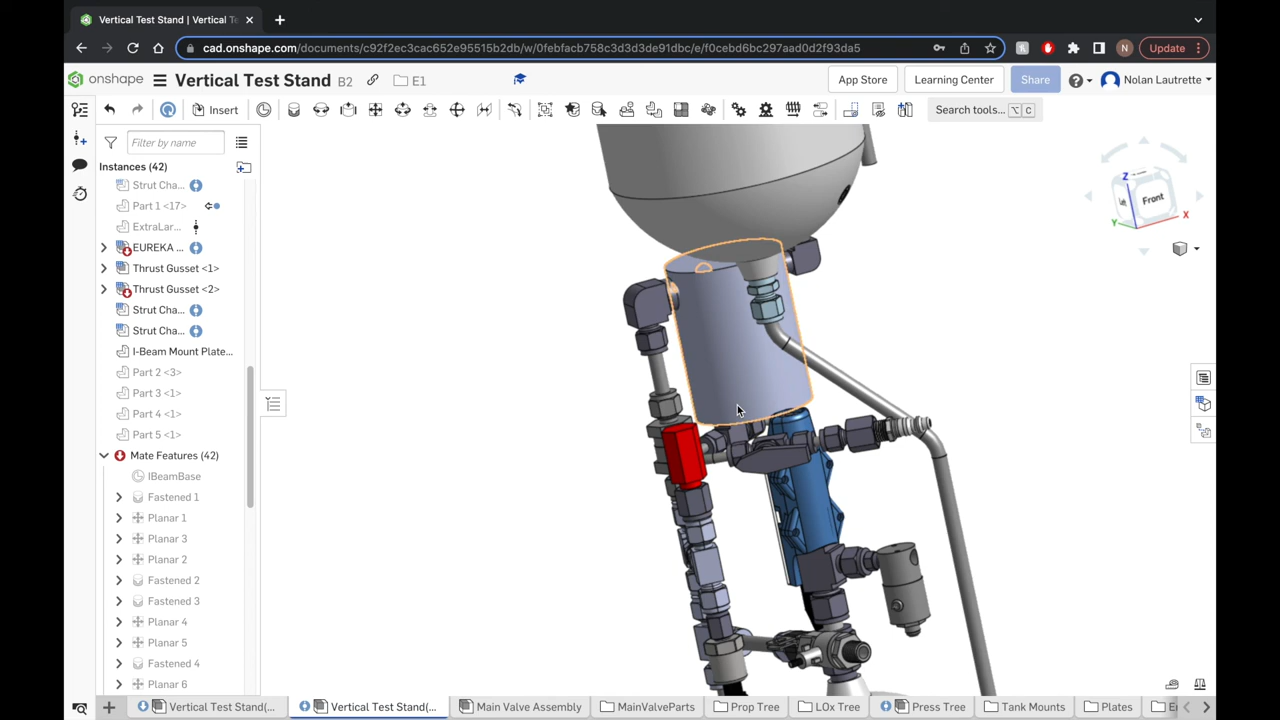 Vertical Test Stand | Vertical Te
cad.onshape.com/documents/c92f2ec3cac652e95515b2db/w/0febfacb758c3d3d3de91dbc/e/f0cebd6bc297aad0d2f93da5
N
Update
onshape
Vertical Test Stand B2
E1
App Store
Learning Center
Share
Nolan Lautrette
Insert
Search tools... ⌥ C
Filter by name
Instances (42)
Strut Cha...
Part 1 <17>
ExtraLar...
EUREKA ...
Thrust Gusset <1>
Thrust Gusset <2>
Strut Cha...
Strut Cha...
I-Beam Mount Plate...
Part 2 <3>
Part 3 <1>
Part 4 <1>
Part 5 <1>
Mate Features (42)
IBeamBase
Fastened 1
Planar 1
Planar 3
Planar 2
Fastened 2
Fastened 3
Planar 4
Planar 5
Fastened 4
Planar 6
Z
Front
X
Y
Vertical Test Stand(...
Vertical Test Stand(...
Main Valve Assembly
MainValveParts
Prop Tree
LOx Tree
Press Tree
Tank Mounts
Plates